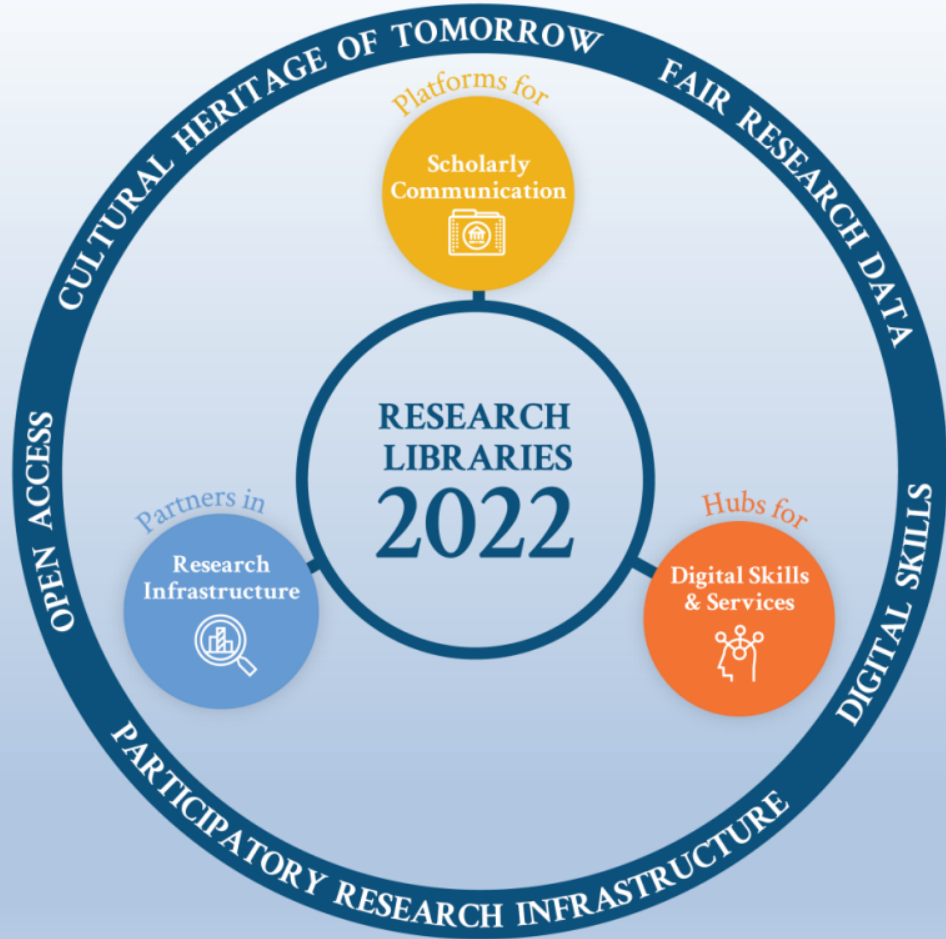 CULTURAL HERITAGE OF TOMORROW
FAIR RESEARCH DATA
DIGITAL SKILLS
PARTICIPATORY RESEARCH INFRASTRUCTURE
OPEN ACCESS
Platforms for
Scholarly
Communication
RESEARCH
LIBRARIES
2022
Partners in
Research
Infrastructure
Hubs for
Digital Skills
& Services